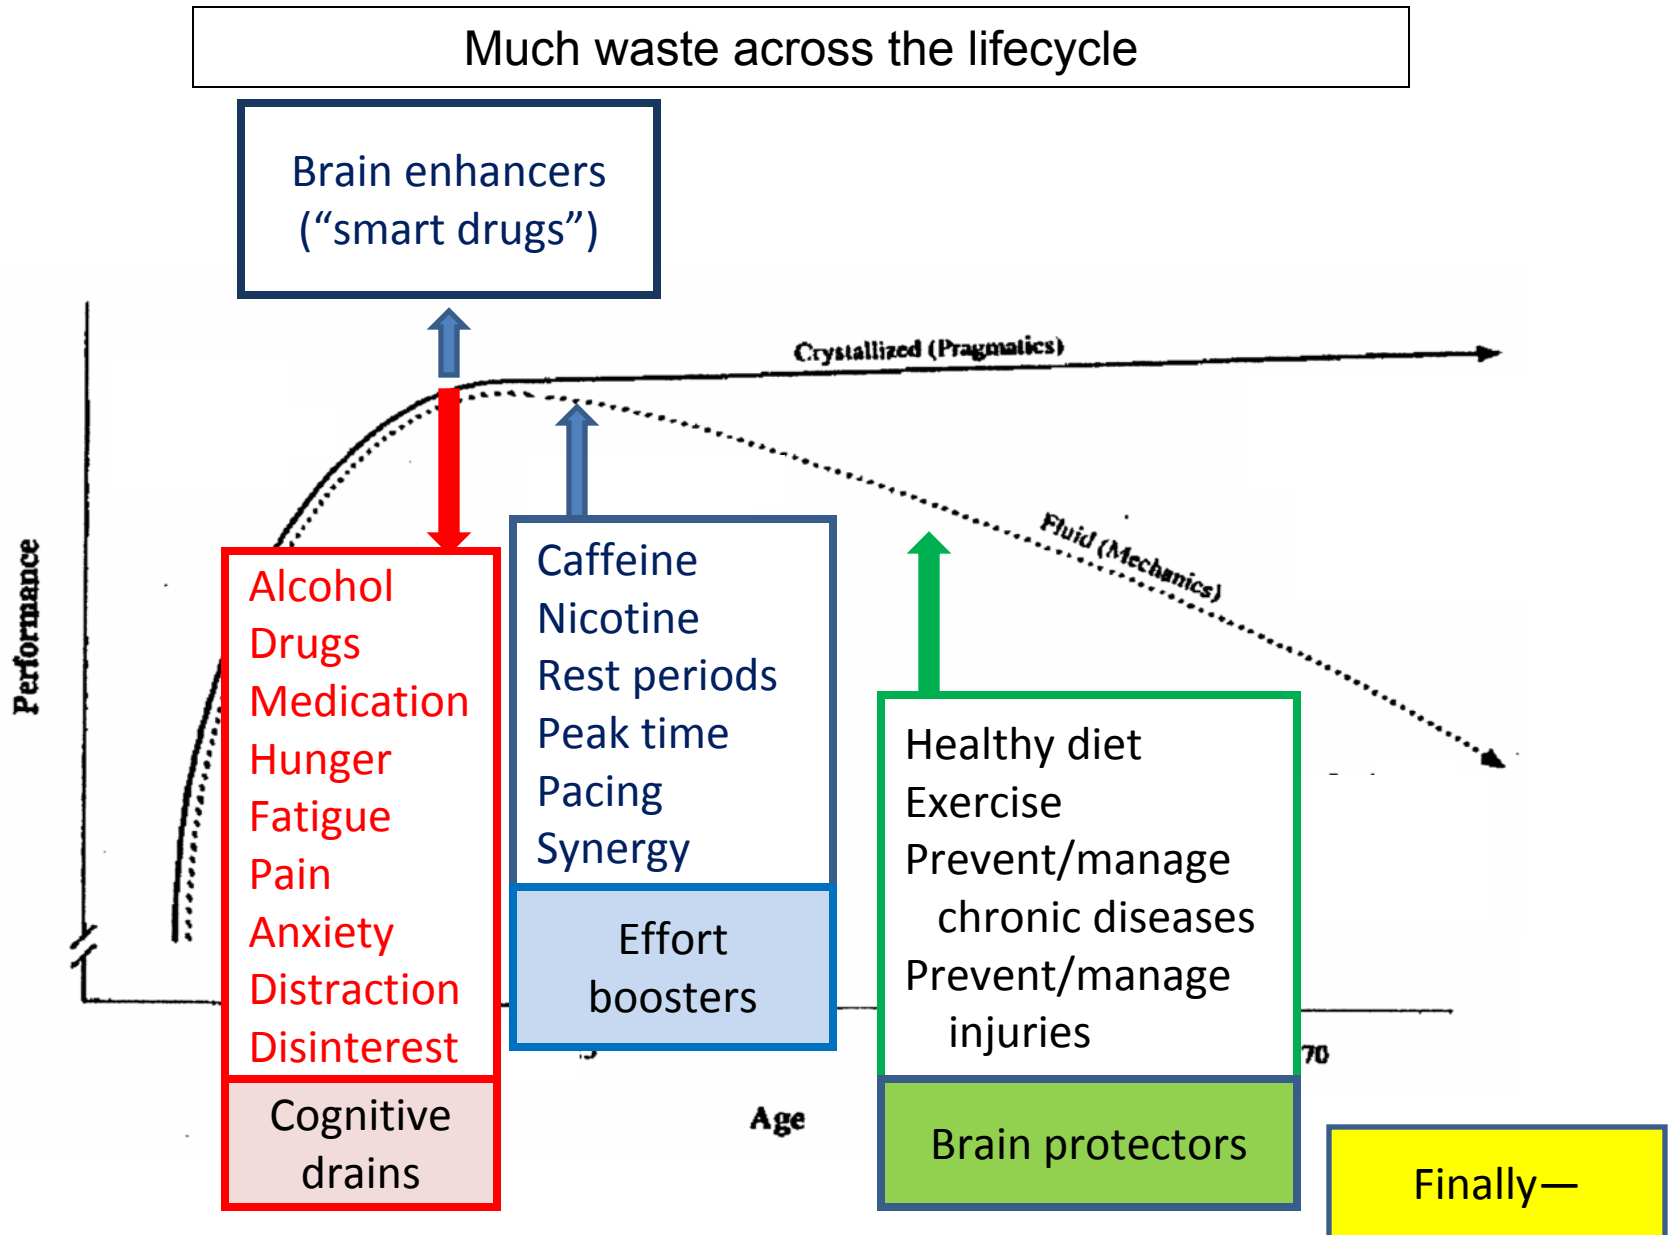 Much waste across the lifecycle
Brain enhancers
(“smart drugs”)
Crystallized (Pragmatics)
Fluid (Mechanics)
Performance
Alcohol
Drugs
Medication
Hunger
Fatigue
Pain
Anxiety
Distraction
Disinterest
Cognitive
drains
Caffeine
Nicotine
Rest periods
Peak time
Pacing
Synergy
Effort
boosters
Healthy diet
Exercise
Prevent/manage
chronic diseases
Prevent/manage
injuries
Brain protectors
70
Age
Finally—